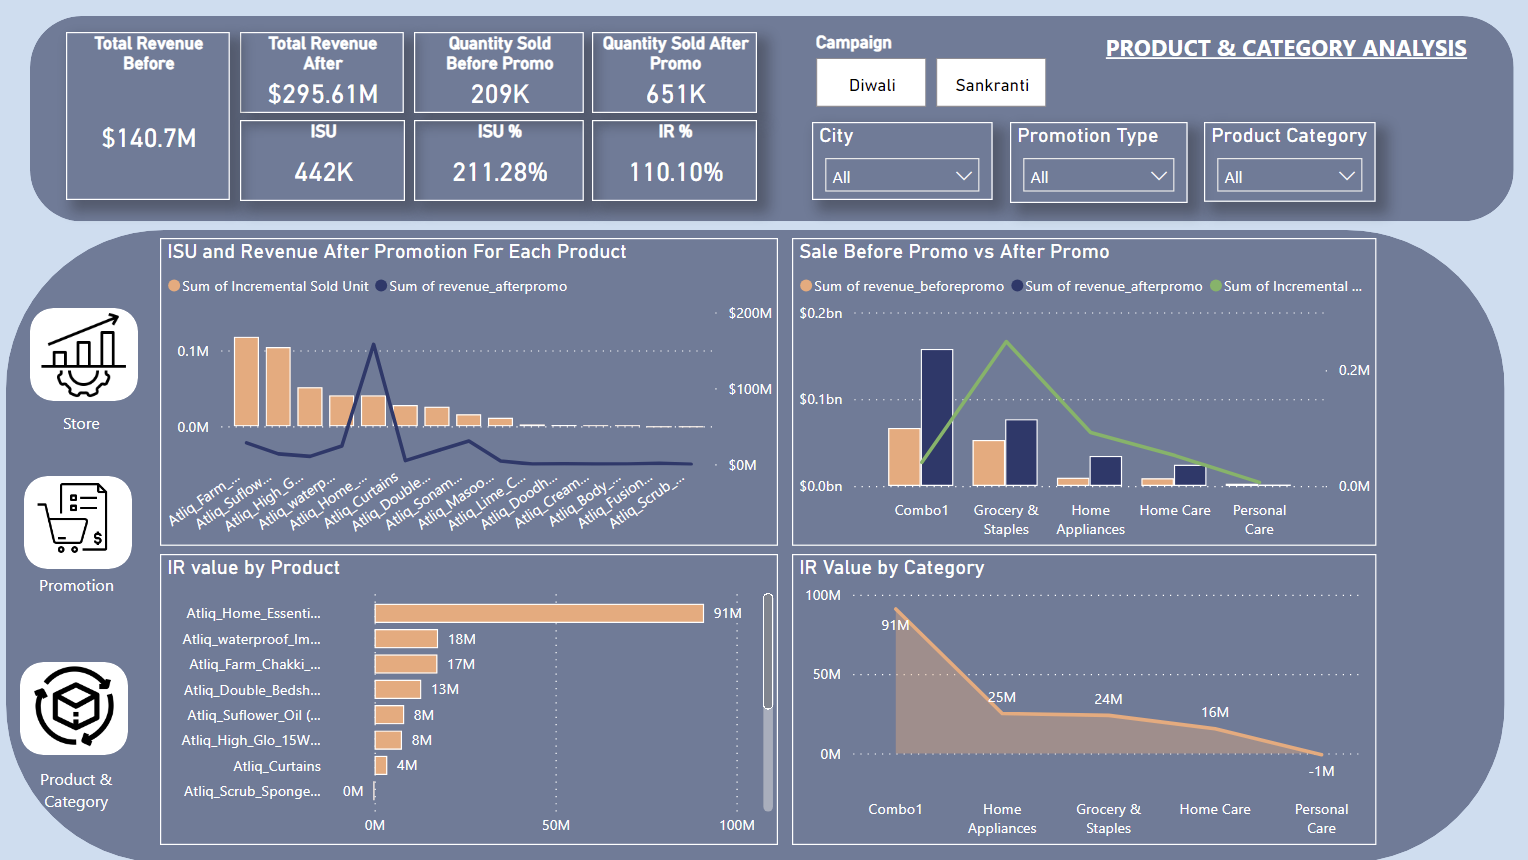 Total Revenue
Before
$140.7M
Total Revenue
After
$295.61M
Quantity Sold
Before Promo
209K
Quantity Sold After
Promo
651K
ISU
442K
ISU %
211.28%
IR %
110.10%
Campaign
Diwali
Sankranti
PRODUCT & CATEGORY ANALYSIS
City
All
Promotion Type
All
Product Category
All
Store
Promotion
Product &
Category
ISU and Revenue After Promotion For Each Product
Sum of Incremental Sold Unit
Sum of revenue_afterpromo
$200M
0.1M
$100M
0.0M
$0M
Atliq_Farm_...
Atliq_Suflow...
Atliq_High_G...
Atliq_waterp...
Atliq_Home_...
Atliq_Curtains
Atliq_Double...
Atliq_Sonam...
Atliq_Masoo...
Atliq_Lime_C...
Atliq_Doodh...
Atliq_Cream...
Atliq_Body_...
Atliq_Fusion...
Atliq_Scrub_...
Sale Before Promo vs After Promo
Sum of revenue_beforepromo
Sum of revenue_afterpromo
Sum of Incremental ...
$0.2bn
0.2M
$0.1bn
$0.0bn
0.0M
Combo1
Grocery &
Staples
Home
Appliances
Home Care
Personal
Care
IR value by Product
Atliq_Home_Essenti...
91M
Atliq_waterproof_Im...
18M
Atliq_Farm_Chakki_...
17M
Atliq_Double_Bedsh...
13M
Atliq_Suflower_Oil (...
8M
Atliq_High_Glo_15W...
8M
Atliq_Curtains
4M
Atliq_Scrub_Sponge...
0M
0M
50M
100M
IR Value by Category
100M
91M
50M
25M
24M
16M
0M
-1M
Combo1
Home
Appliances
Grocery &
Staples
Home Care
Personal
Care